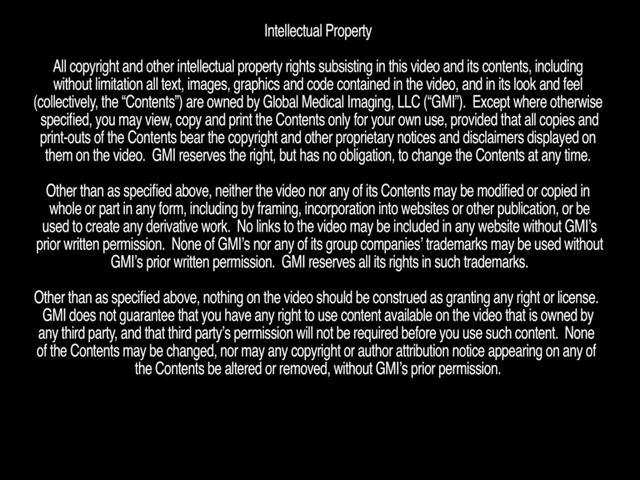 Intellectual Property
All copyright and other intellectual property rights subsisting in this video and its contents, including
without limitation all text, images, graphics and code contained in the video, and in its look and feel
(collectively, the “Contents”) are owned by Global Medical Imaging, LLC (“GMI”).  Except where otherwise
specified, you may view, copy and print the Contents only for your own use, provided that all copies and
print-outs of the Contents bear the copyright and other proprietary notices and disclaimers displayed on
them on the video.  GMI reserves the right, but has no obligation, to change the Contents at any time.
Other than as specified above, neither the video nor any of its Contents may be modified or copied in
whole or part in any form, including by framing, incorporation into websites or other publication, or be
used to create any derivative work.  No links to the video may be included in any website without GMI’s
prior written permission.  None of GMI’s nor any of its group companies’ trademarks may be used without
GMI’s prior written permission.  GMI reserves all its rights in such trademarks.
Other than as specified above, nothing on the video should be construed as granting any right or license.
GMI does not guarantee that you have any right to use content available on the video that is owned by
any third party, and that third party’s permission will not be required before you use such content.  None
of the Contents may be changed, nor may any copyright or author attribution notice appearing on any of
the Contents be altered or removed, without GMI’s prior permission.